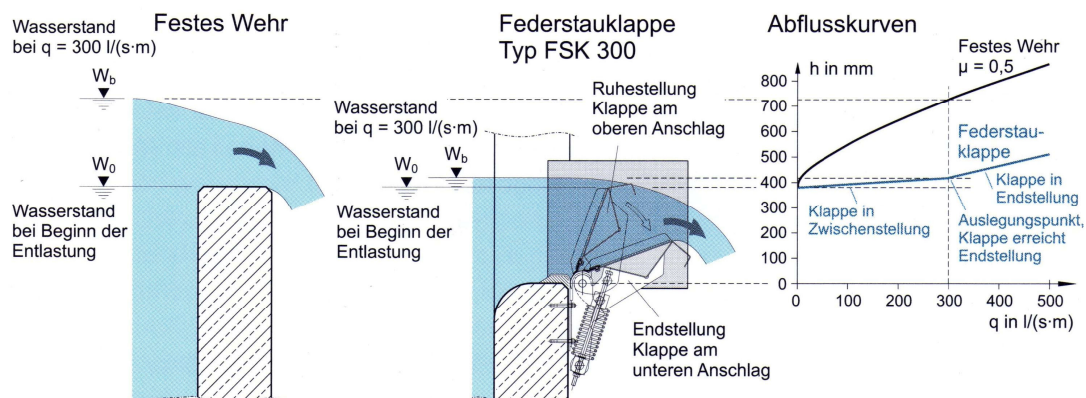 Festes Wehr
Wasserstand
bei q = 300 l/(s·m)
W_b
W_0
Wasserstand
bei Beginn der
Entlastung
Federstauklappe
Typ FSK 300
Wasserstand
bei q = 300 l/(s·m)
W_0
W_b
Wasserstand
bei Beginn der
Entlastung
Ruhestellung
Klappe am
oberen Anschlag
Endstellung
Klappe am
unteren Anschlag
Abflusskurven
h in mm
Festes Wehr
μ = 0,5
800
700
600
500
400
300
200
100
0
Federstau-
klappe
Klappe in
Endstellung
Klappe in
Zwischenstellung
Auslegungspunkt,
Klappe erreicht
Endstellung
0 100 200 300 400 500
q in l/(s·m)